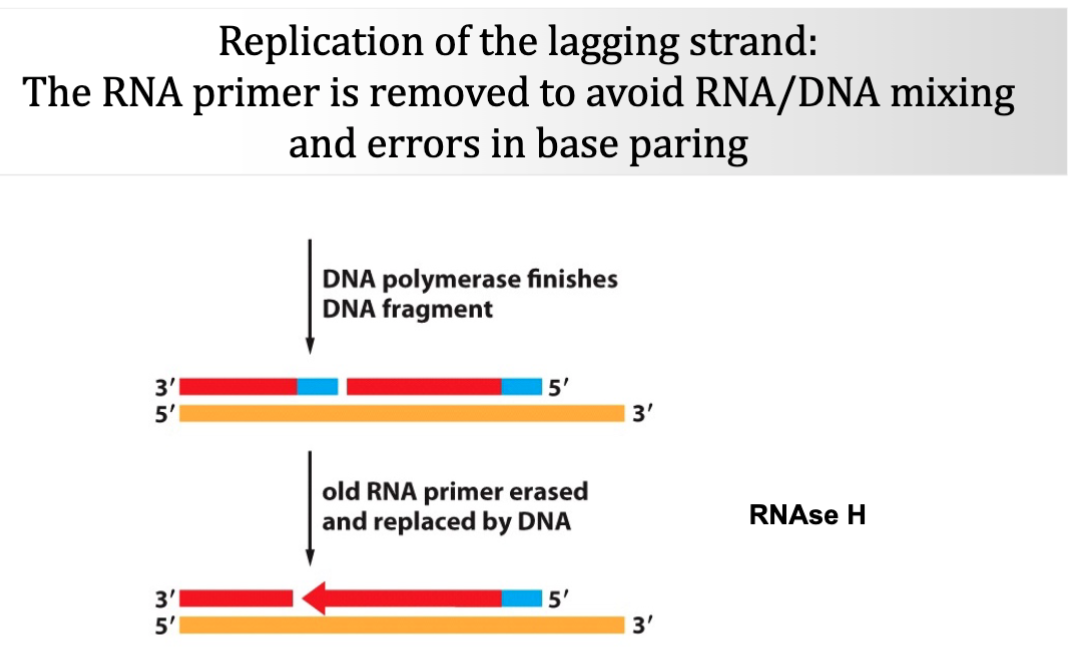 Replication of the lagging strand:
The RNA primer is removed to avoid RNA/DNA mixing
and errors in base paring
DNA polymerase finishes
DNA fragment
3′ 5′
5′ 3′
old RNA primer erased
and replaced by DNA
RNAse H
3′ 5′
5′ 3′